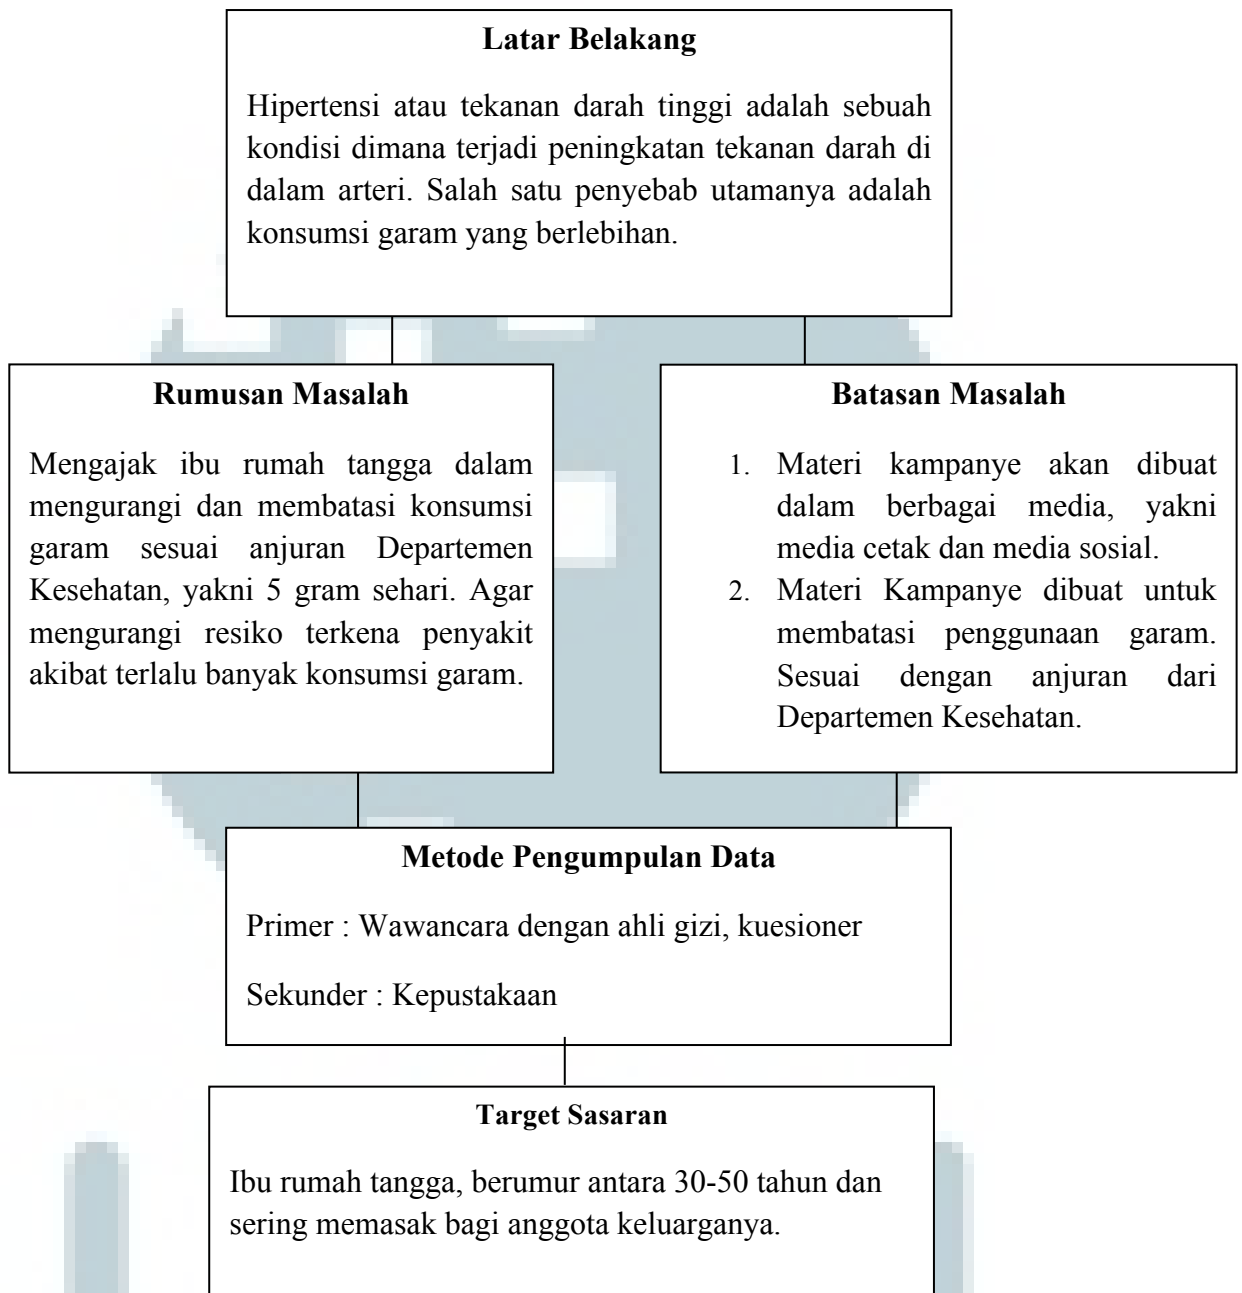 Latar Belakang
Hipertensi atau tekanan darah tinggi adalah sebuah
kondisi dimana terjadi peningkatan tekanan darah di
dalam arteri. Salah satu penyebab utamanya adalah
konsumsi garam yang berlebihan.
Rumusan Masalah
Mengajak ibu rumah tangga dalam
mengurangi dan membatasi konsumsi
garam sesuai anjuran Departemen
Kesehatan, yakni 5 gram sehari. Agar
mengurangi resiko terkena penyakit
akibat terlalu banyak konsumsi garam.
Batasan Masalah
1. Materi kampanye akan dibuat
dalam berbagai media, yakni
media cetak dan media sosial.
2. Materi Kampanye dibuat untuk
membatasi penggunaan garam.
Sesuai dengan anjuran dari
Departemen Kesehatan.
Metode Pengumpulan Data
Primer : Wawancara dengan ahli gizi, kuesioner
Sekunder : Kepustakaan
Target Sasaran
Ibu rumah tangga, berumur antara 30-50 tahun dan
sering memasak bagi anggota keluarganya.